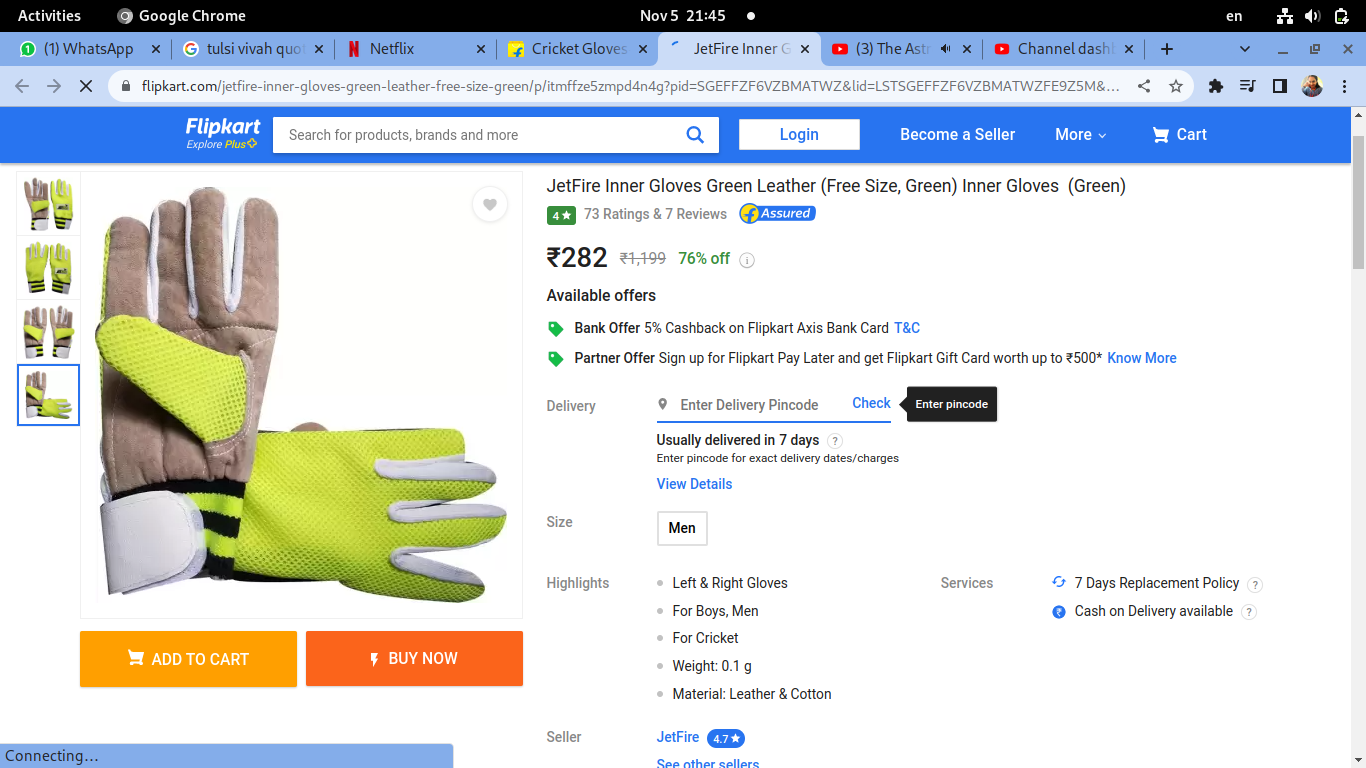 Activities Google Chrome Nov 5 21:45 en
(1) WhatsApp tulsi vivah quot Netflix Cricket Gloves JetFire Inner G (3) The Ast Channel dash
flipkart.com/jetfire-inner-gloves-green-leather-free-size-green/p/itmffze5zmpd4n4g?pid=SGEFFZF6VZBMATWZ&lid=LSTSGEFFZF6VZBMATWZFE9Z5M&...
Flipkart
Explore Plus
Search for products, brands and more
Login
Become a Seller
More
Cart
JetFire Inner Gloves Green Leather (Free Size, Green) Inner Gloves (Green)
4★ 73 Ratings & 7 Reviews Assured
₹282 ₹1,199 76% off
Available offers
Bank Offer 5% Cashback on Flipkart Axis Bank Card T&C
Partner Offer Sign up for Flipkart Pay Later and get Flipkart Gift Card worth up to ₹500* Know More
Delivery Enter Delivery Pincode Check Enter pincode
Usually delivered in 7 days ?
Enter pincode for exact delivery dates/charges
View Details
Size Men
Highlights
Left & Right Gloves
For Boys, Men
For Cricket
Weight: 0.1 g
Material: Leather & Cotton
Services
7 Days Replacement Policy ?
Cash on Delivery available ?
ADD TO CART
BUY NOW
Seller JetFire 4.7★
See other sellers
Connecting...